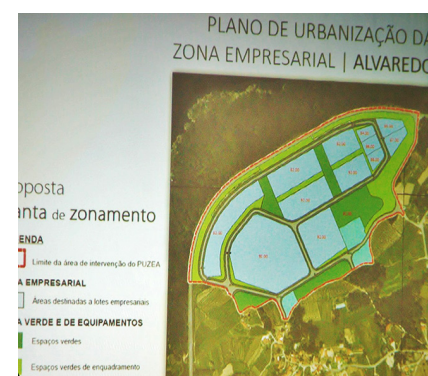 PLANO DE URBANIZAÇÃO DA
ZONA EMPRESARIAL | ALVAREDO
oposta
anta de zonamento
ENDA
Limite da área de intervenção do PUZEA
A EMPRESARIAL
Áreas destinadas a lotes empresariais
A VERDE E DE EQUIPAMENTOS
Espaços verdes
Espaços verdes de enquadramento